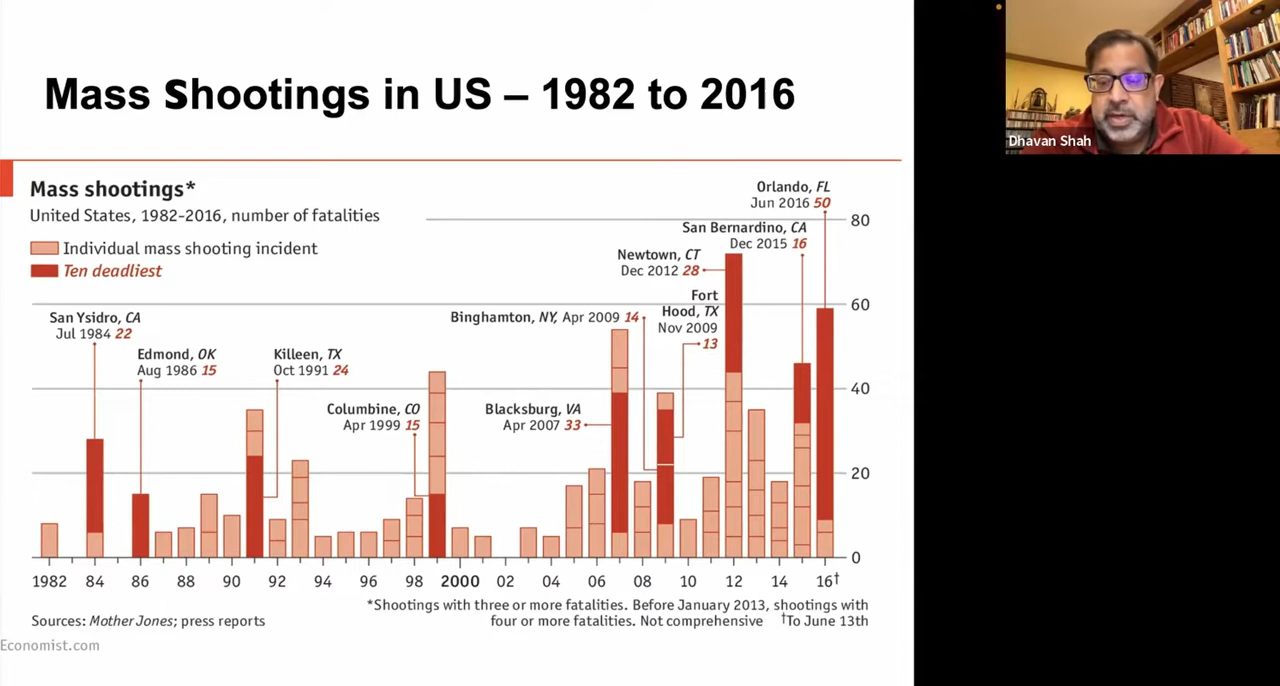 Mass Shootings in US – 1982 to 2016
Dhavan Shah
Mass shootings*
United States, 1982-2016, number of fatalities
Individual mass shooting incident
Ten deadliest
Orlando, FL
Jun 2016 50
San Bernardino, CA
Dec 2015 16
Newtown, CT
Dec 2012 28
Fort
Hood, TX
Nov 2009
13
Binghamton, NY, Apr 2009 14
San Ysidro, CA
Jul 1984 22
Edmond, OK
Aug 1986 15
Killeen, TX
Oct 1991 24
Columbine, CO
Apr 1999 15
Blacksburg, VA
Apr 2007 33
80
60
40
20
0
1982 84 86 88 90 92 94 96 98 2000 02 04 06 08 10 12 14 16†
*Shootings with three or more fatalities. Before January 2013, shootings with
four or more fatalities. Not comprehensive †To June 13th
Sources: Mother Jones; press reports
Economist.com